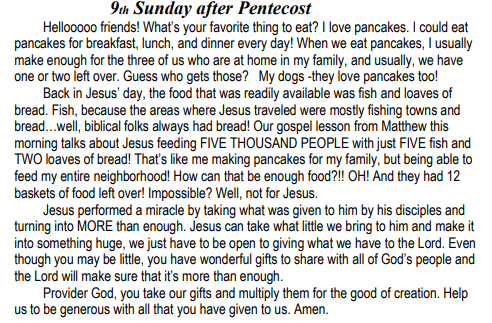 9th Sunday after Pentecost
Hellooooo friends! What's your favorite thing to eat? I love pancakes. I could eat
pancakes for breakfast, lunch, and dinner every day! When we eat pancakes, I usually
make enough for the three of us who are at home in my family, and usually, we have
one or two left over. Guess who gets those? My dogs -they love pancakes too!
Back in Jesus' day, the food that was readily available was fish and loaves of
bread. Fish, because the areas where Jesus traveled were mostly fishing towns and
bread…well, biblical folks always had bread! Our gospel lesson from Matthew this
morning talks about Jesus feeding FIVE THOUSAND PEOPLE with just FIVE fish and
TWO loaves of bread! That's like me making pancakes for my family, but being able to
feed my entire neighborhood! How can that be enough food?!! OH! And they had 12
baskets of food left over! Impossible? Well, not for Jesus.
Jesus performed a miracle by taking what was given to him by his disciples and
turning into MORE than enough. Jesus can take what little we bring to him and make it
into something huge, we just have to be open to giving what we have to the Lord. Even
though you may be little, you have wonderful gifts to share with all of God's people and
the Lord will make sure that it's more than enough.
Provider God, you take our gifts and multiply them for the good of creation. Help
us to be generous with all that you have given to us. Amen.